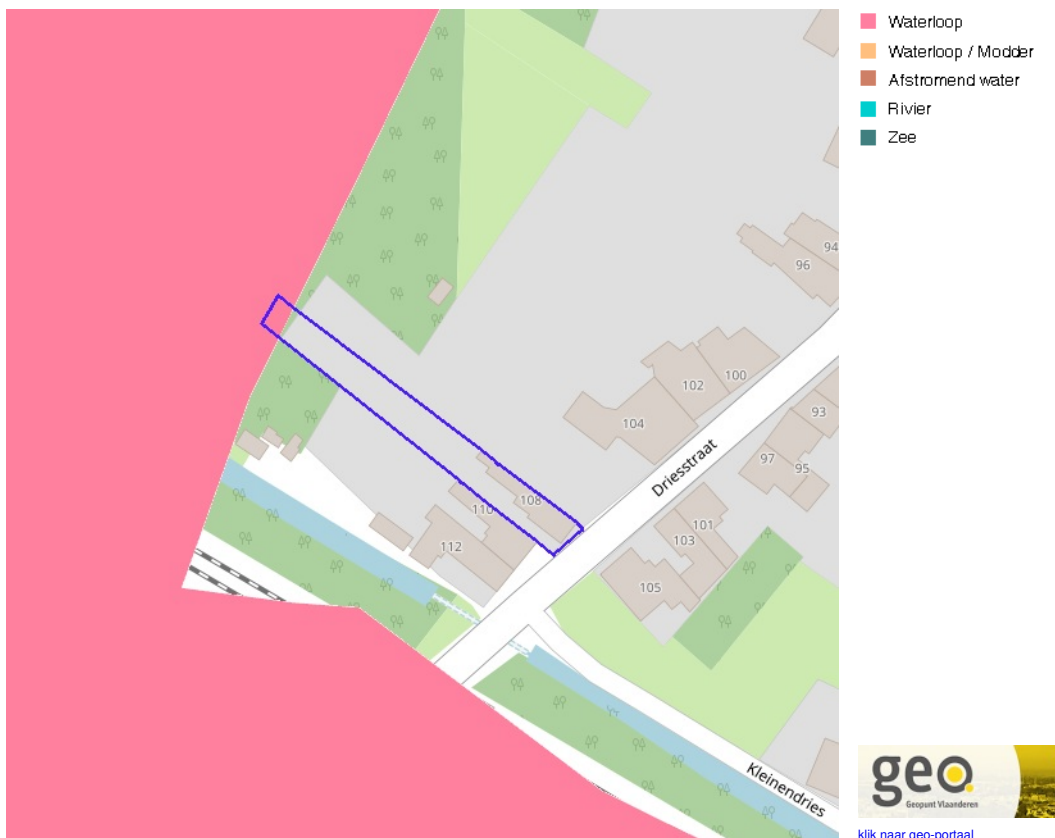 Waterloop
Waterloop / Modder
Afstromend water
Rivier
Zee
94
96
100
102
104
93
97
95
Driesstraat
108
110
101
103
112
105
Kleinendries
geo
Geopunt Vlaanderen
klik naar geo-portaal